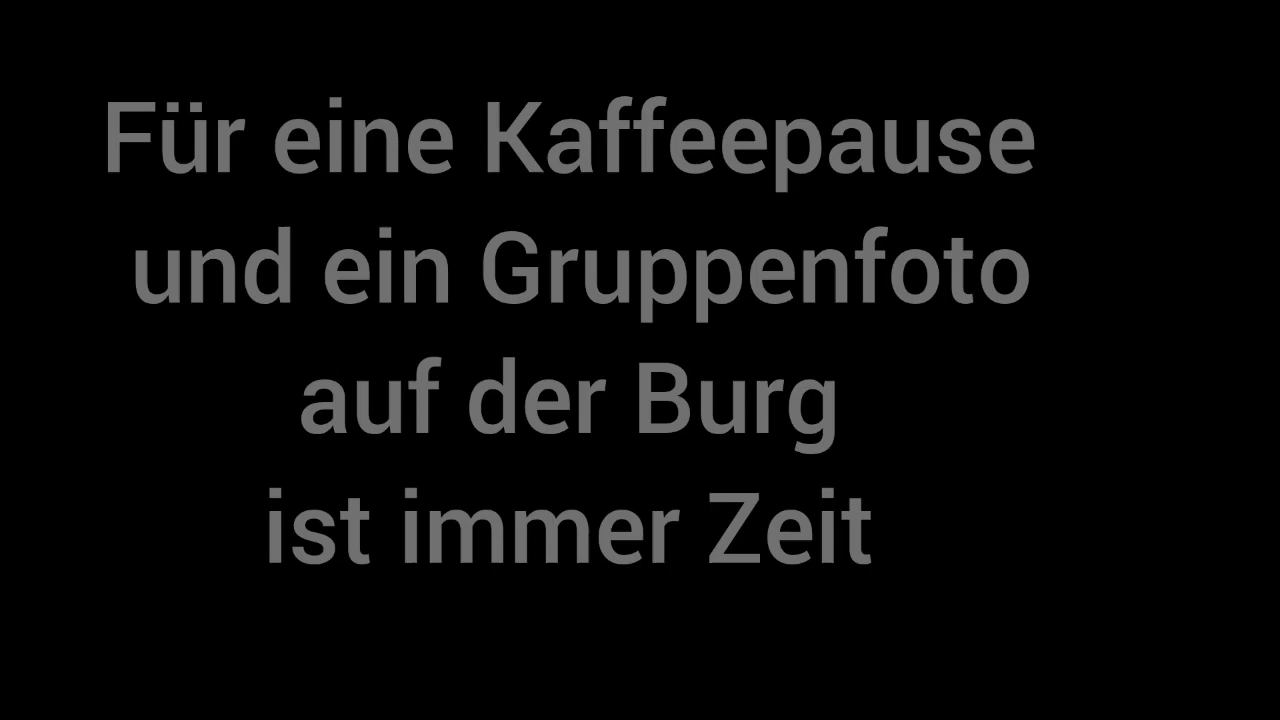 Für eine Kaffeepause
und ein Gruppenfoto
auf der Burg
ist immer Zeit